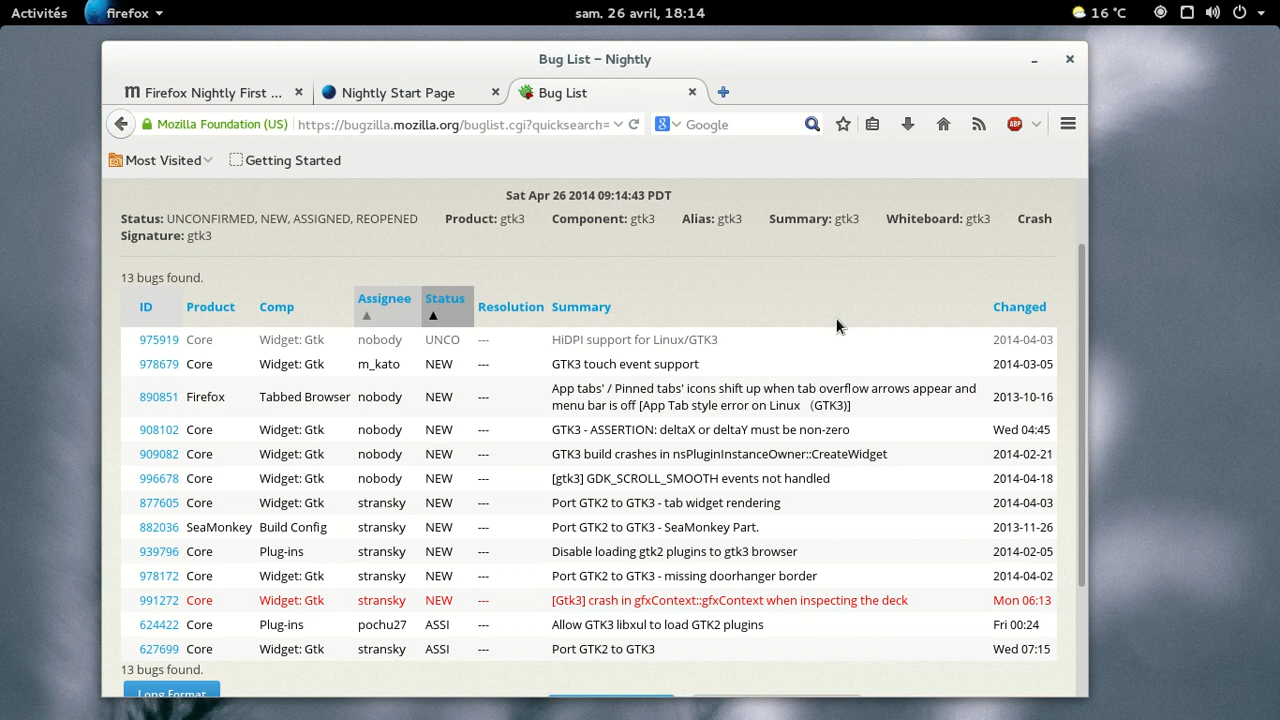 Activités firefox sam. 26 avril, 18:14 16 °C
Bug List – Nightly
Firefox Nightly First ... Nightly Start Page Bug List
Mozilla Foundation (US) https://bugzilla.mozilla.org/buglist.cgi?quicksearch= Google ABP
Most Visited Getting Started
Sat Apr 26 2014 09:14:43 PDT
Status: UNCONFIRMED, NEW, ASSIGNED, REOPENED Product: gtk3 Component: gtk3 Alias: gtk3 Summary: gtk3 Whiteboard: gtk3 Crash
Signature: gtk3
13 bugs found.
ID Product Comp Assignee ▲ Status ▲ Resolution Summary Changed
975919 Core Widget: Gtk nobody UNCO --- HiDPI support for Linux/GTK3 2014-04-03
978679 Core Widget: Gtk m_kato NEW --- GTK3 touch event support 2014-03-05
890851 Firefox Tabbed Browser nobody NEW --- App tabs' / Pinned tabs' icons shift up when tab overflow arrows appear and 2013-10-16
menu bar is off [App Tab style error on Linux （GTK3)]
908102 Core Widget: Gtk nobody NEW --- GTK3 - ASSERTION: deltaX or deltaY must be non-zero Wed 04:45
909082 Core Widget: Gtk nobody NEW --- GTK3 build crashes in nsPluginInstanceOwner::CreateWidget 2014-02-21
996678 Core Widget: Gtk nobody NEW --- [gtk3] GDK_SCROLL_SMOOTH events not handled 2014-04-18
877605 Core Widget: Gtk stransky NEW --- Port GTK2 to GTK3 - tab widget rendering 2014-04-03
882036 SeaMonkey Build Config stransky NEW --- Port GTK2 to GTK3 - SeaMonkey Part. 2013-11-26
939796 Core Plug-ins stransky NEW --- Disable loading gtk2 plugins to gtk3 browser 2014-02-05
978172 Core Widget: Gtk stransky NEW --- Port GTK2 to GTK3 - missing doorhanger border 2014-04-02
991272 Core Widget: Gtk stransky NEW --- [Gtk3] crash in gfxContext::gfxContext when inspecting the deck Mon 06:13
624422 Core Plug-ins pochu27 ASSI --- Allow GTK3 libxul to load GTK2 plugins Fri 00:24
627699 Core Widget: Gtk stransky ASSI --- Port GTK2 to GTK3 Wed 07:15
13 bugs found.
Long Format